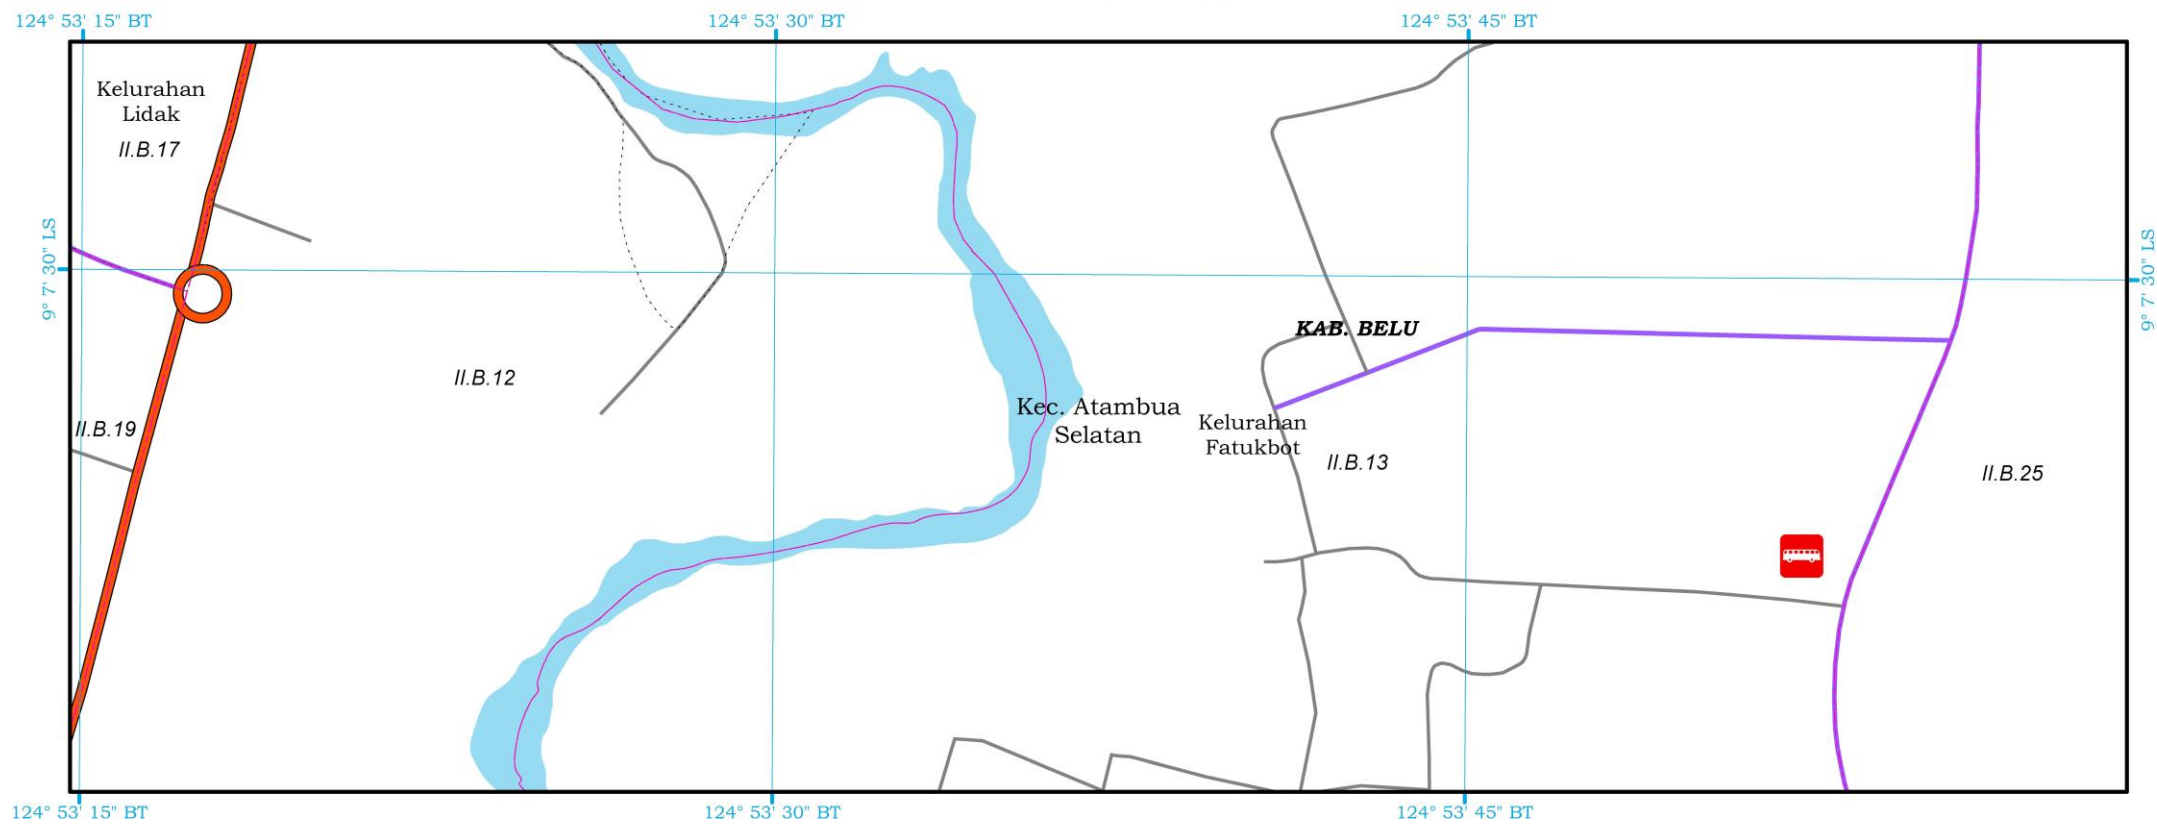 124° 53' 15" BT
124° 53' 30" BT
124° 53' 45" BT
Kelurahan
Lidak
II.B.17
9° 7' 30" LS
9° 7' 30" LS
KAB. BELU
II.B.12
Kec. Atambua
Selatan
Kelurahan
Fatukbot
II.B.19
II.B.13
II.B.25
124° 53' 15" BT
124° 53' 30" BT
124° 53' 45" BT